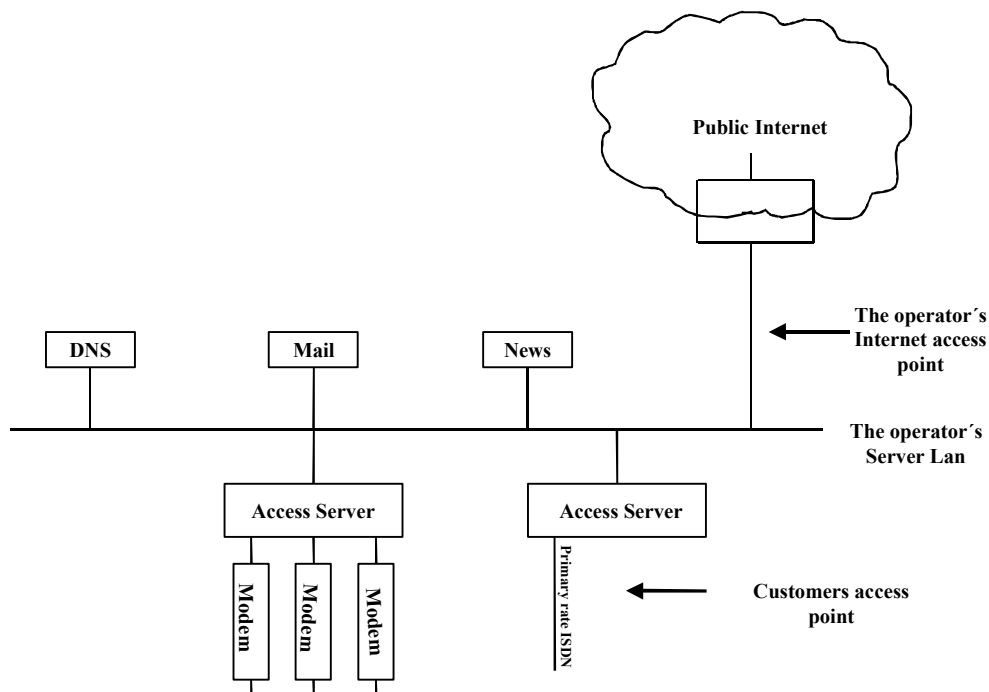 Public Internet
The operator´s
Internet access
point
DNS
Mail
News
The operator´s
Server Lan
Access Server
Access Server
Modem
Modem
Modem
Primary rate ISDN
Customers access
point